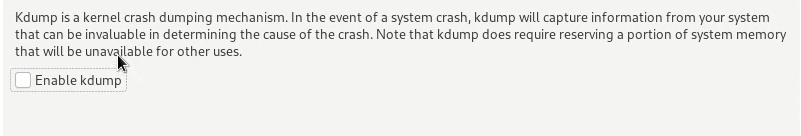 Kdump is a kernel crash dumping mechanism. In the event of a system crash, kdump will capture information from your system
that can be invaluable in determining the cause of the crash. Note that kdump does require reserving a portion of system memory
that will be unavailable for other uses.
Enable kdump